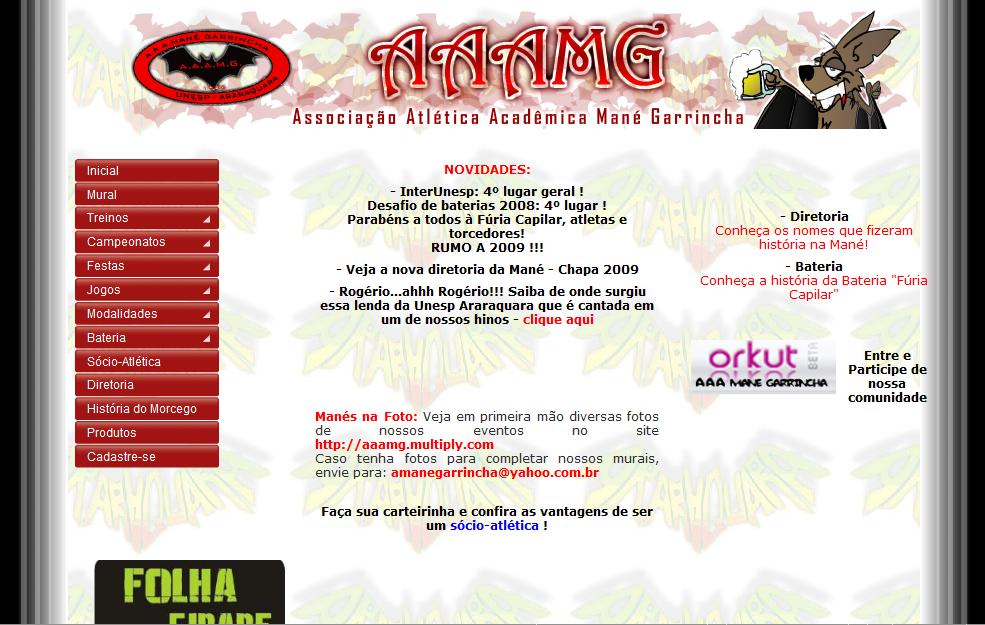 A.A.A.MANÉ GARRINCHA
A.A.A.M.G.
UNESP - ARARAQUARA
AAAMG
Associação Atlética Acadêmica Mané Garrincha
Inicial
Mural
Treinos
Campeonatos
Festas
Jogos
Modalidades
Bateria
Sócio-Atlética
Diretoria
História do Morcego
Produtos
Cadastre-se
NOVIDADES:
- InterUnesp: 4º lugar geral !
Desafio de baterias 2008: 4º lugar !
Parabéns a todos à Fúria Capilar, atletas e
torcedores!
RUMO A 2009 !!!
- Veja a nova diretoria da Mané - Chapa 2009
- Rogério...ahhh Rogério!!! Saiba de onde surgiu
essa lenda da Unesp Araraquara que é cantada em
um de nossos hinos - clique aqui
Manés na Foto: Veja em primeira mão diversas fotos
de nossos eventos no site
http://aaamg.multiply.com
Caso tenha fotos para completar nossos murais,
envie para: amanegarrincha@yahoo.com.br
Faça sua carteirinha e confira as vantagens de ser
um sócio-atlética !
- Diretoria
Conheça os nomes que fizeram
história na Mané!
- Bateria
Conheça a história da Bateria "Fúria
Capilar"
orkut BETA
AAA MANE GARRINCHA
Entre e
Participe de
nossa
comunidade
FOLHA